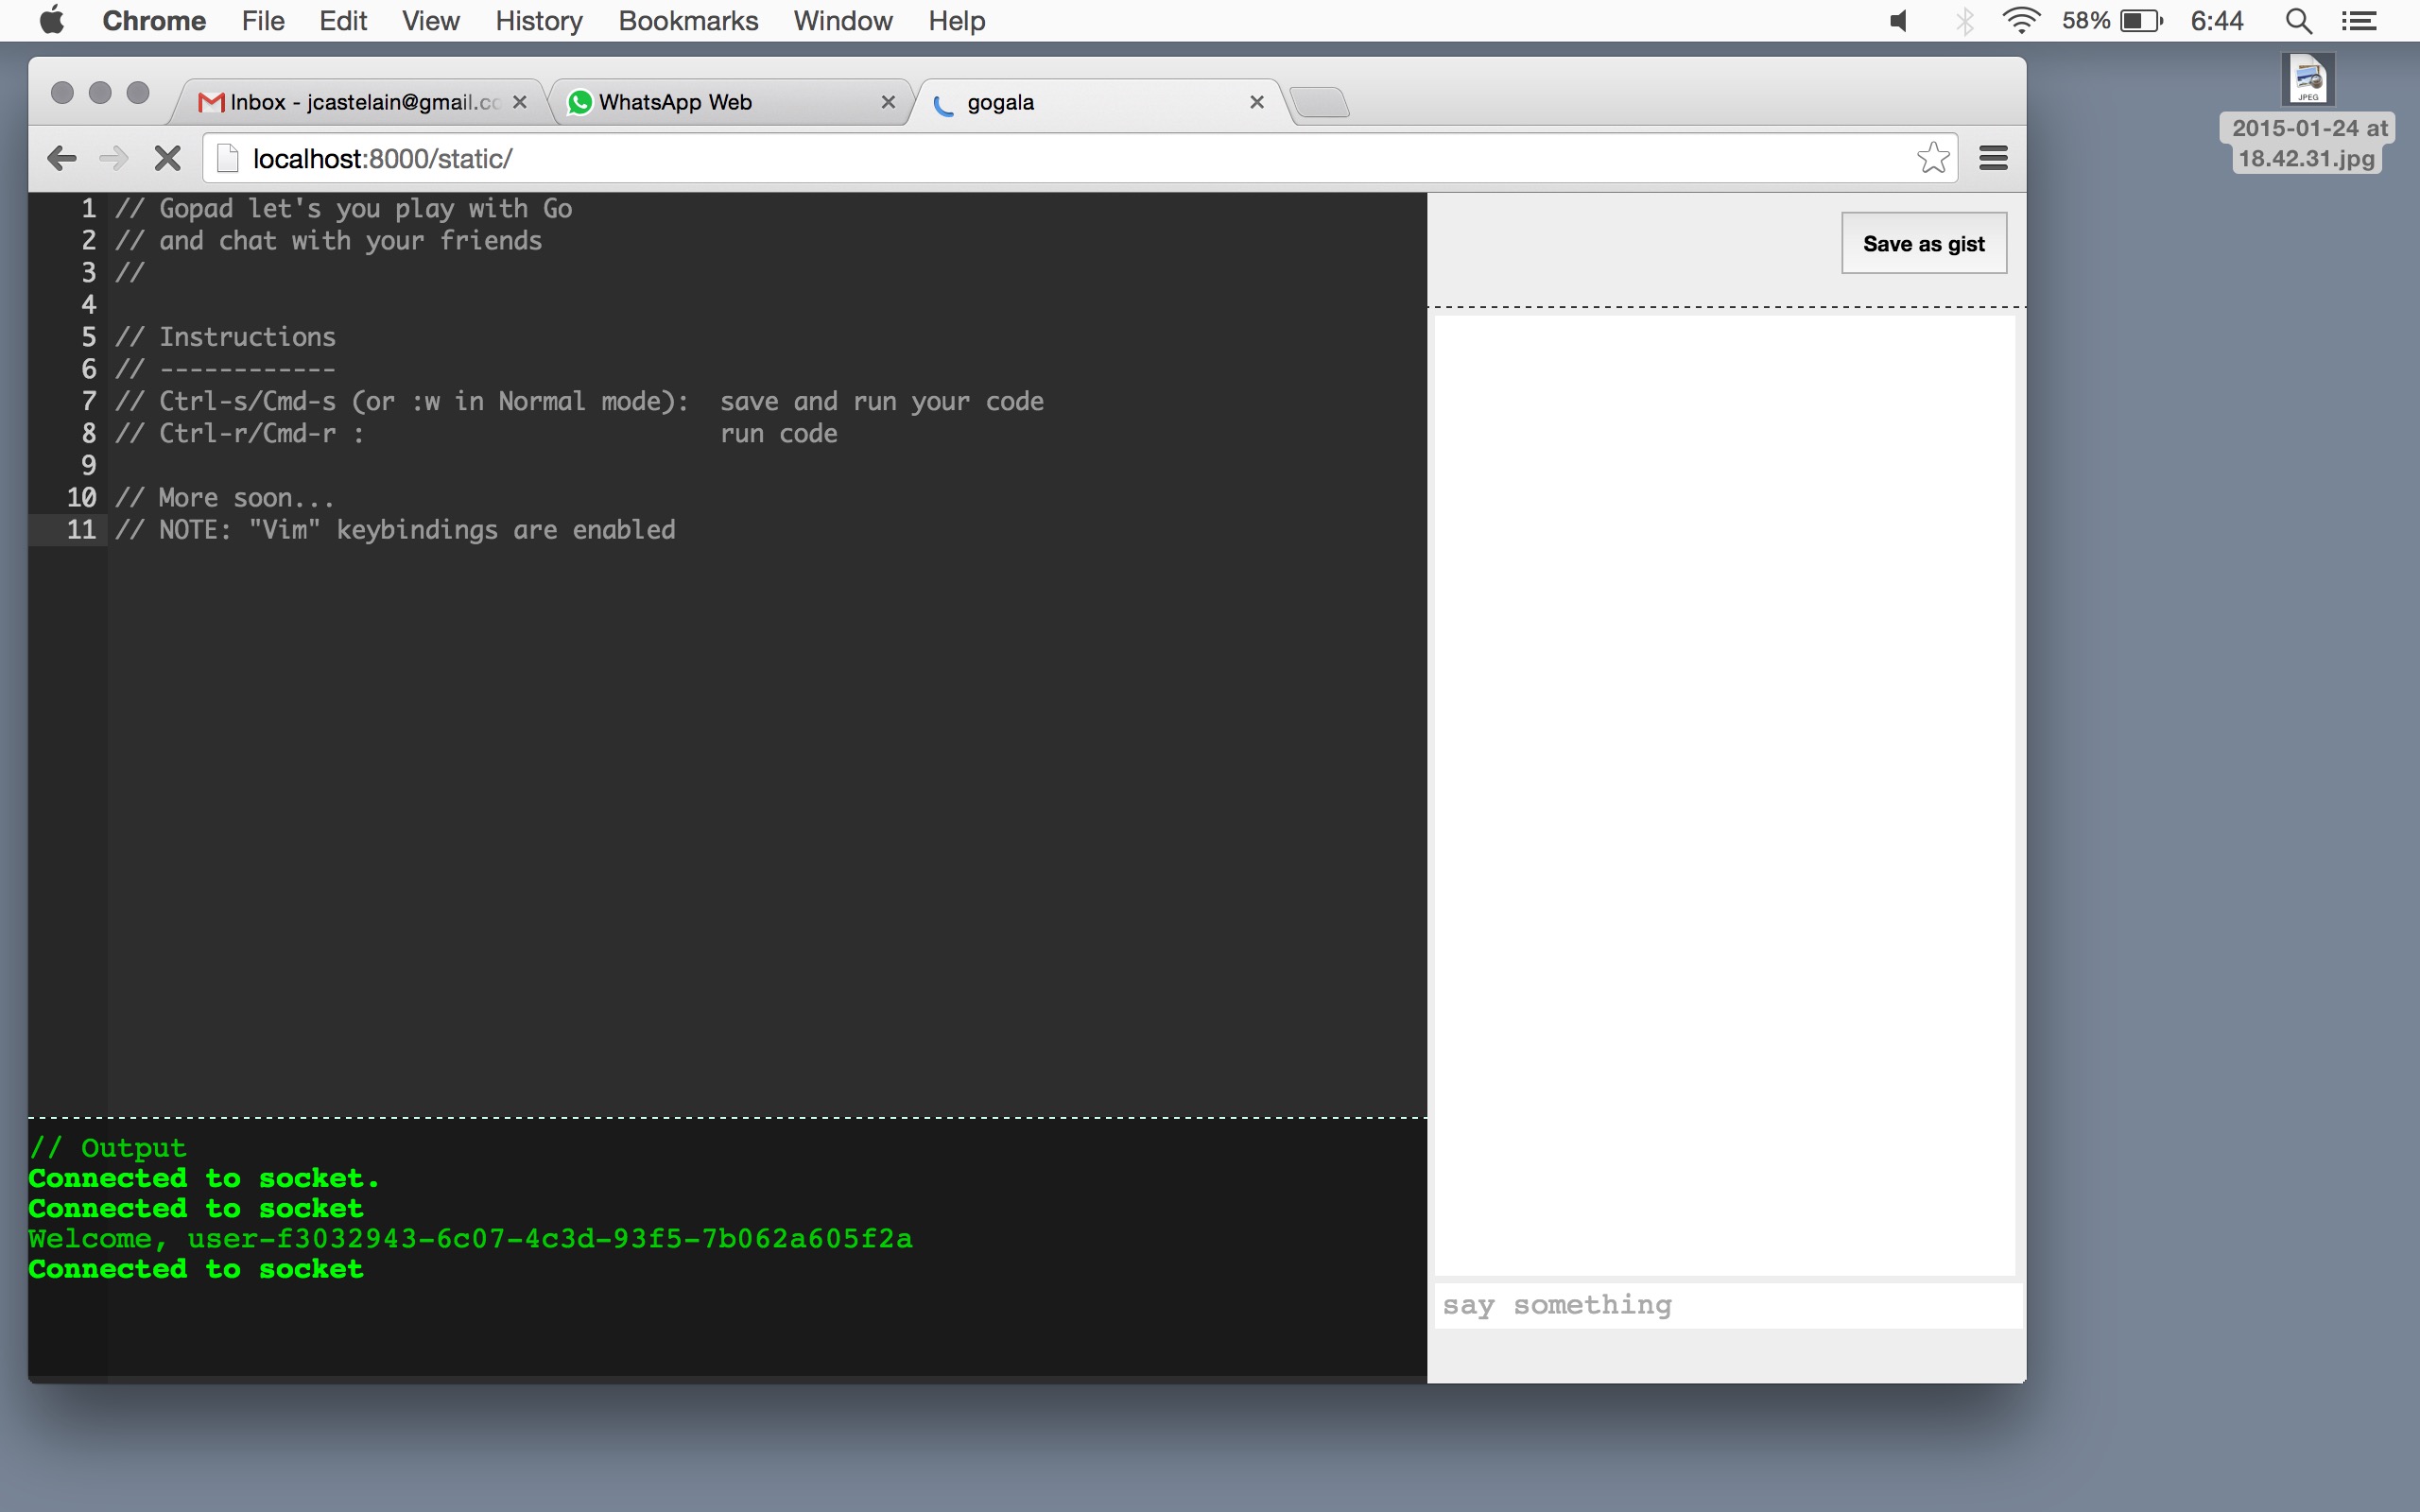 Chrome File Edit View History Bookmarks Window Help 58% 6:44
JPEG
2015-01-24 at
18.42.31.jpg
Inbox - jcastelain@gmail.cc WhatsApp Web gogala
localhost:8000/static/
1 // Gopad let's you play with Go
2 // and chat with your friends
3 //
4
5 // Instructions
6 // ------------
7 // Ctrl-s/Cmd-s (or :w in Normal mode):  save and run your code
8 // Ctrl-r/Cmd-r :                        run code
9
10 // More soon...
11 // NOTE: "Vim" keybindings are enabled
Save as gist
// Output
Connected to socket.
Connected to socket
Welcome, user-f3032943-6c07-4c3d-93f5-7b062a605f2a
Connected to socket
say something